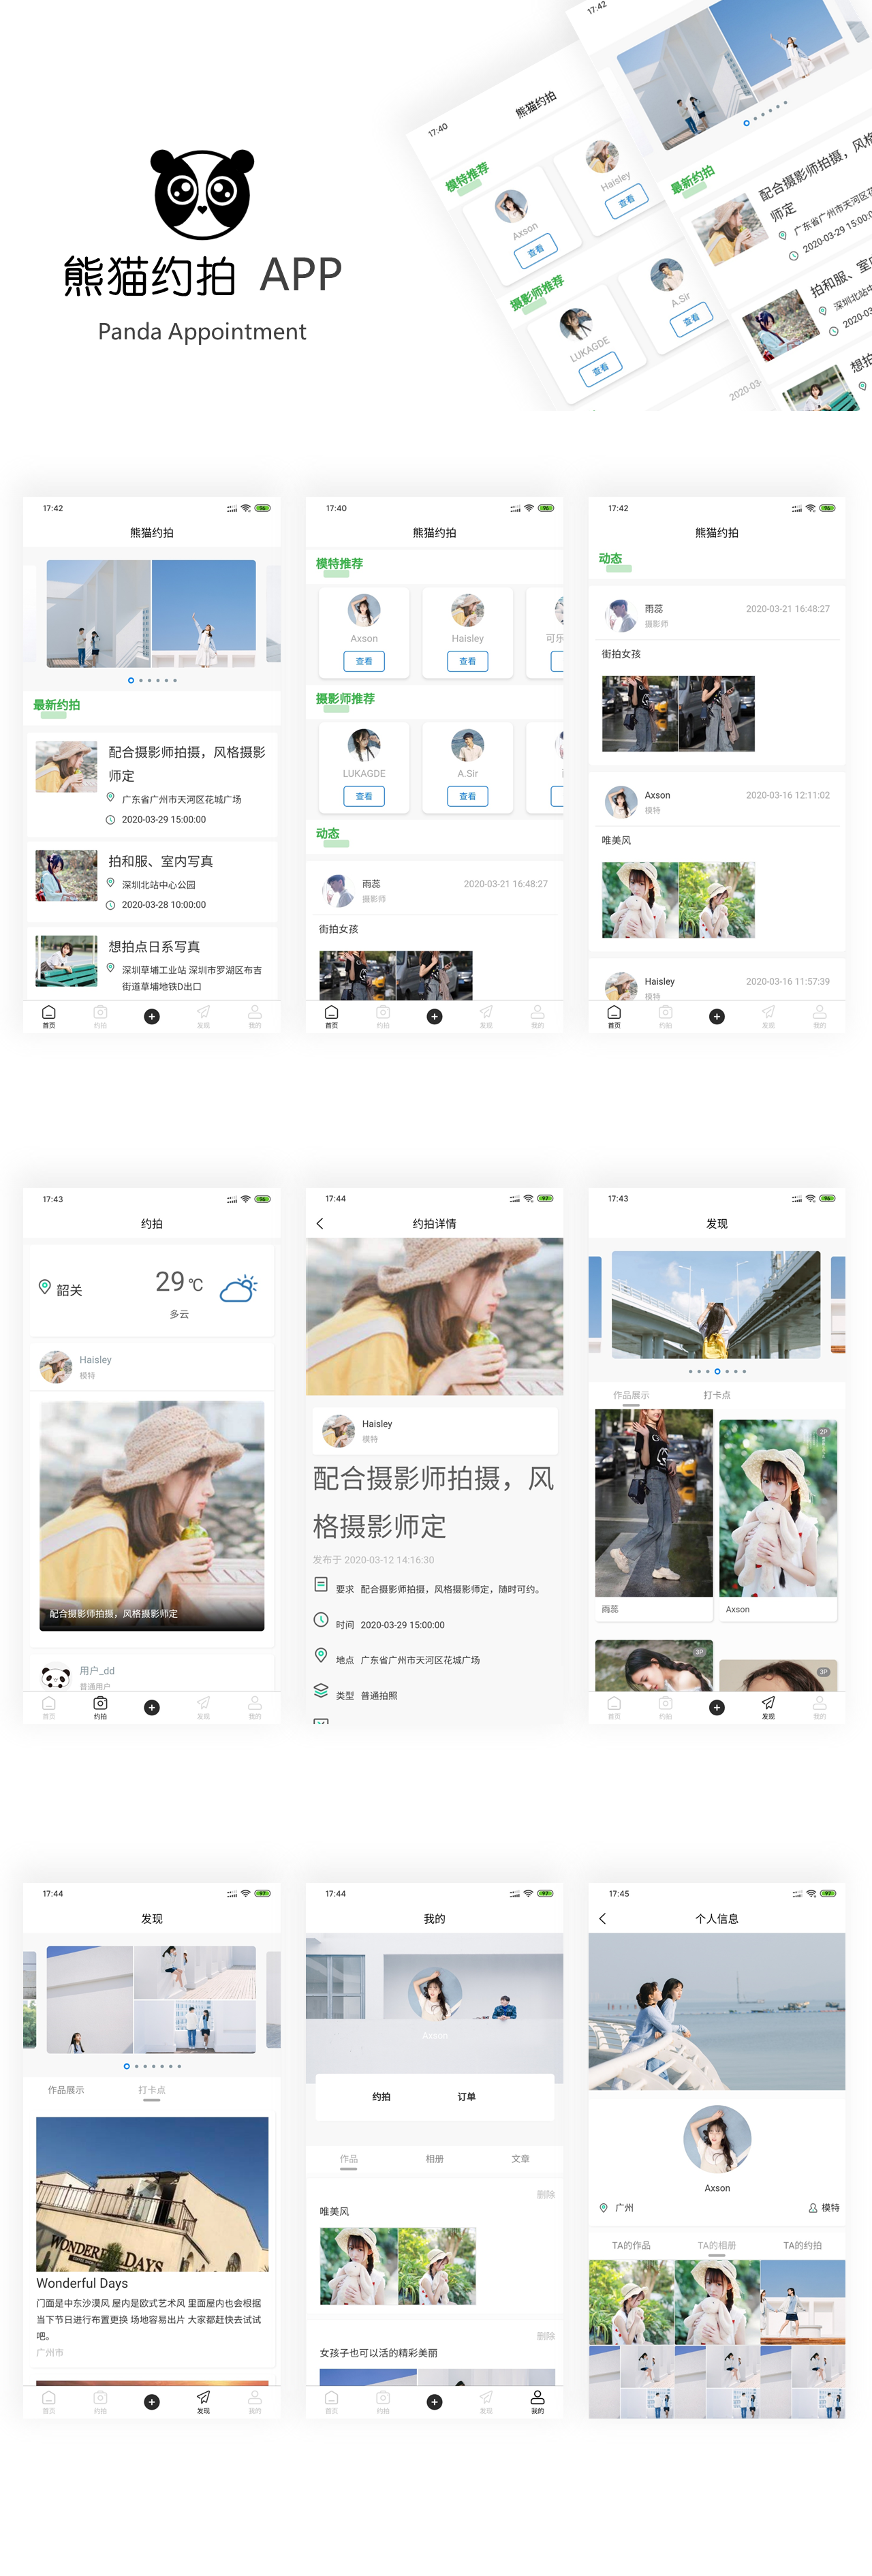 熊猫约拍 APP
Panda Appointment
17:40
熊猫约拍
模特推荐
Axson
查看
Haisley
查看
摄影师推荐
LUKAGDE
查看
A.Sir
查看
17:42
最新约拍
配合摄影师拍摄,风格
师定
广东省广州市天河区花
2020-03-29 15:00:0
拍和服、室内
深圳北站中
17:42
熊猫约拍
最新约拍
配合摄影师拍摄,风格摄影
师定
广东省广州市天河区花城广场
2020-03-29 15:00:00
拍和服、室内写真
深圳北站中心公园
2020-03-28 10:00:00
想拍点日系写真
深圳草埔工业站 深圳市罗湖区布吉
街道草埔地铁D出口
首页 约拍 发现 我的
17:40
熊猫约拍
模特推荐
Axson Haisley 可乐
查看 查看
摄影师推荐
LUKAGDE A.Sir
查看 查看
动态
雨蕊 2020-03-21 16:48:27
摄影师
街拍女孩
首页 约拍 发现 我的
17:42
熊猫约拍
动态
雨蕊 2020-03-21 16:48:27
摄影师
街拍女孩
Axson 2020-03-16 12:11:02
模特
唯美风
Haisley 2020-03-16 11:57:39
模特
首页 约拍 发现 我的
17:43
约拍
韶关 29℃
多云
Haisley
模特
配合摄影师拍摄,风格摄影师定
用户_dd
普通用户
首页 约拍 发现 我的
17:44
约拍详情
Haisley
模特
配合摄影师拍摄,风
格摄影师定
发布于 2020-03-12 14:16:30
要求 配合摄影师拍摄,风格摄影师定,随时可约。
时间 2020-03-29 15:00:00
地点 广东省广州市天河区花城广场
类型 普通拍照
17:43
发现
作品展示 打卡点
2P
雨蕊 Axson
3P 3P
首页 约拍 发现 我的
17:44
发现
作品展示 打卡点
WONDERFUL DAYS
Wonderful Days
门面是中东沙漠风 屋内是欧式艺术风 里面屋内也会根据
当下节日进行布置更换 场地容易出片 大家都赶快去试试
吧。
广州市
首页 约拍 发现 我的
17:44
我的
Axson
约拍 订单
作品 相册 文章
删除
唯美风
删除
女孩子也可以活的精彩美丽
首页 约拍 发现 我的
17:45
个人信息
Axson
广州 模特
TA的作品 TA的相册 TA的约拍